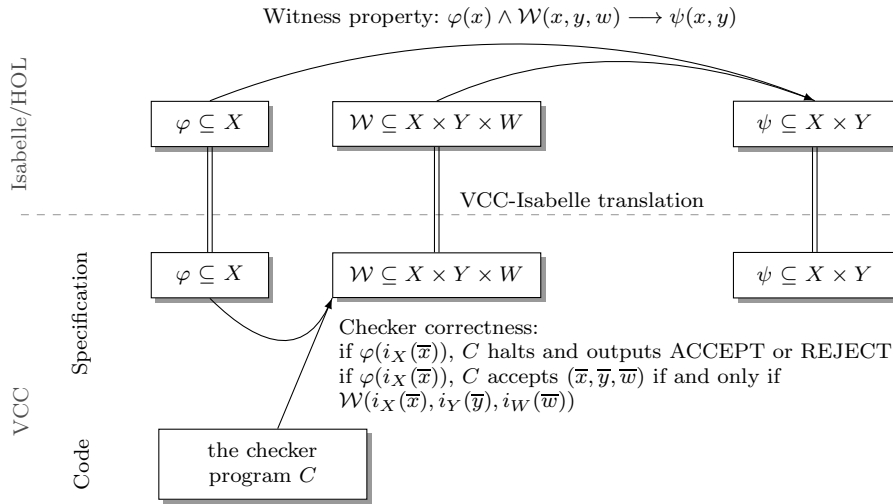 Witness property: φ(x) ∧ 𝒲(x, y, w) ⟶ ψ(x, y)
Isabelle/HOL
φ ⊆ X
𝒲 ⊆ X × Y × W
ψ ⊆ X × Y
VCC-Isabelle translation
VCC
Specification
φ ⊆ X
𝒲 ⊆ X × Y × W
ψ ⊆ X × Y
Checker correctness:
if φ(i_X(x̅)), C halts and outputs ACCEPT or REJECT
if φ(i_X(x̅)), C accepts (x̅, y̅, w̅) if and only if
𝒲(i_X(x̅), i_Y(y̅), i_W(w̅))
Code
the checker
program C